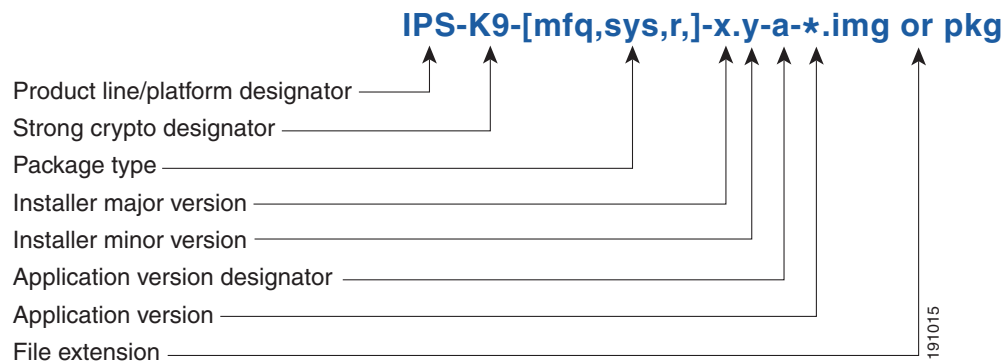 IPS-K9-[mfq,sys,r,]-x.y-a-*.img or pkg
Product line/platform designator
Strong crypto designator
Package type
Installer major version
Installer minor version
Application version designator
Application version
File extension
191015